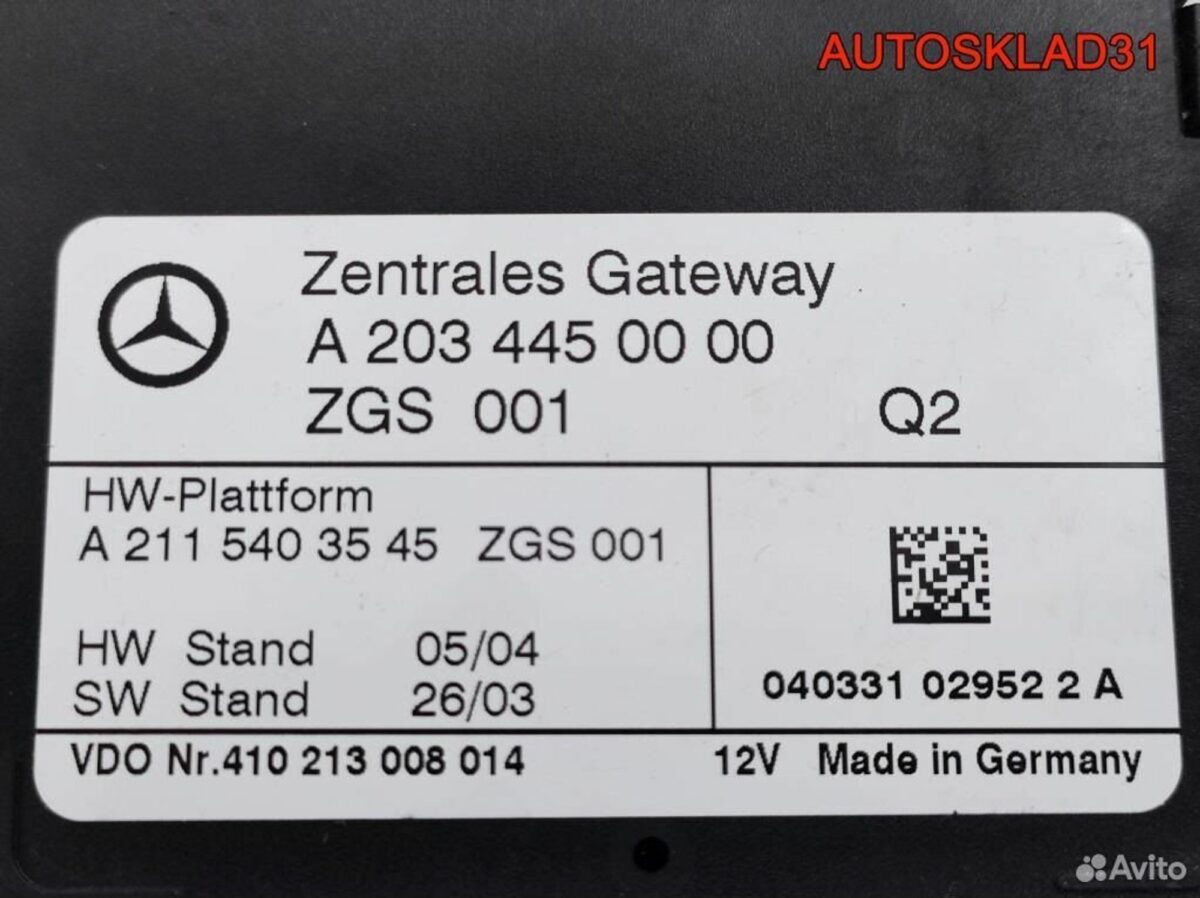 AUTOSKLAD31
Zentrales Gateway
A 203 445 00 00
ZGS 001 Q2
HW-Plattform
A 211 540 35 45 ZGS 001
HW Stand 05/04
SW Stand 26/03
040331 02952 2 A
VDO Nr.410 213 008 014 12V Made in Germany
Avito